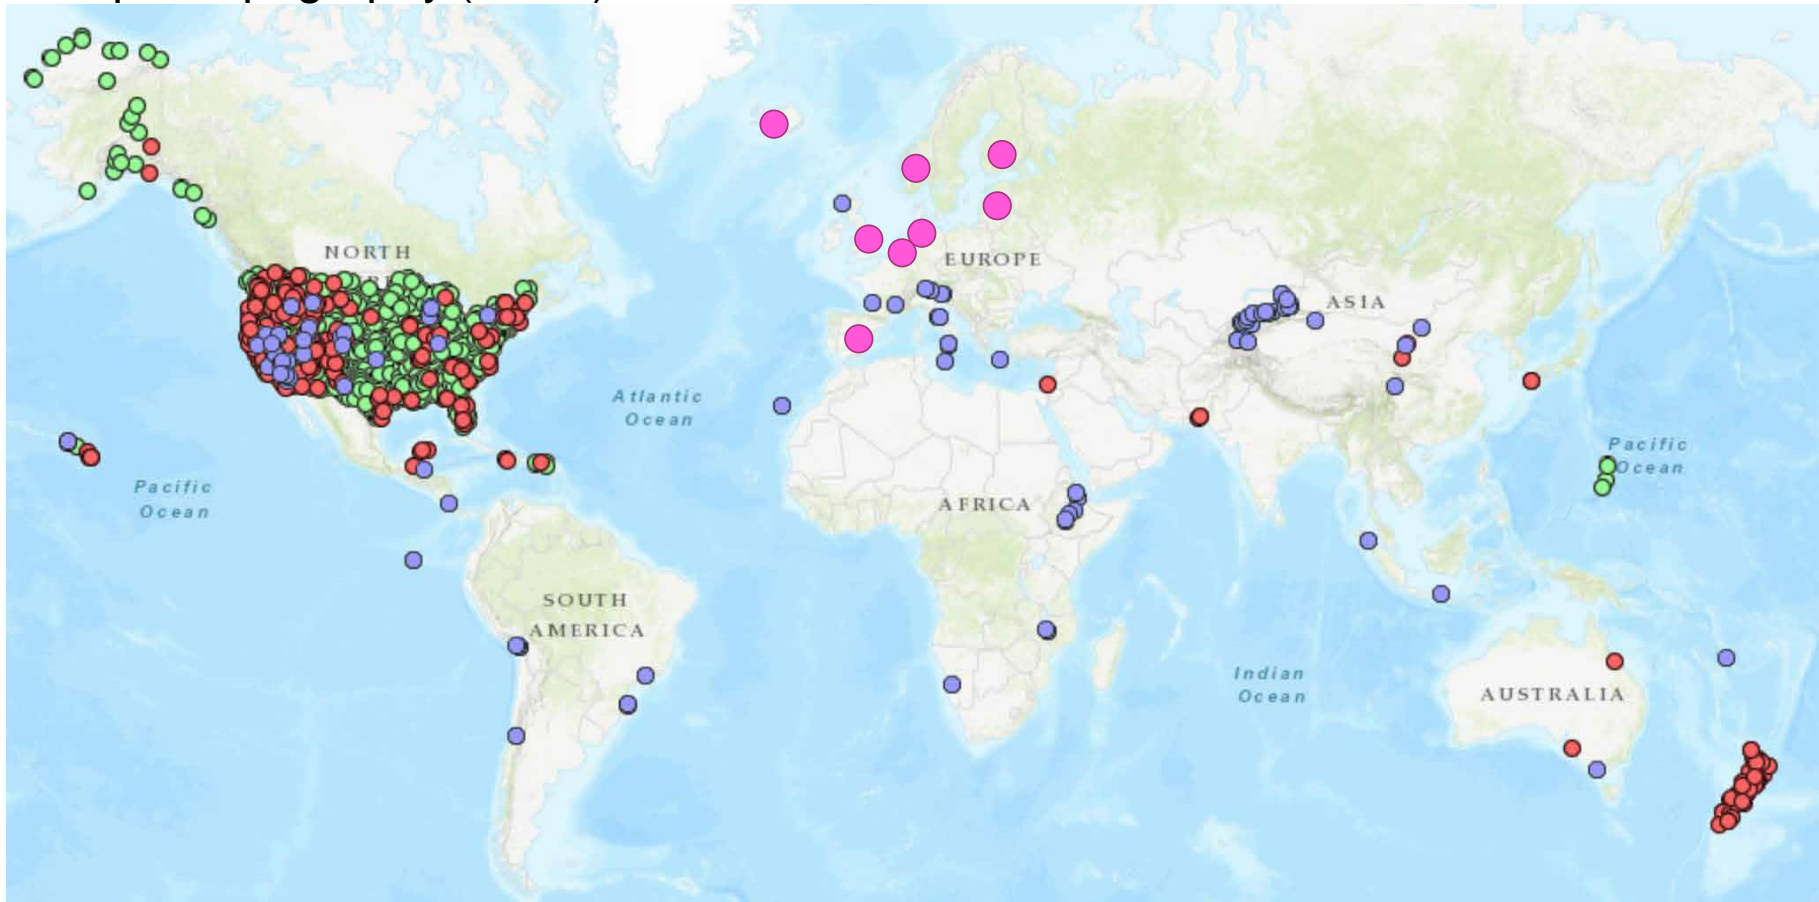 NORTH
EUROPE
ASIA
Atlantic
Ocean
Pacific
Ocean
Pacific
Ocean
AFRICA
SOUTH
AMERICA
Indian
Ocean
AUSTRALIA